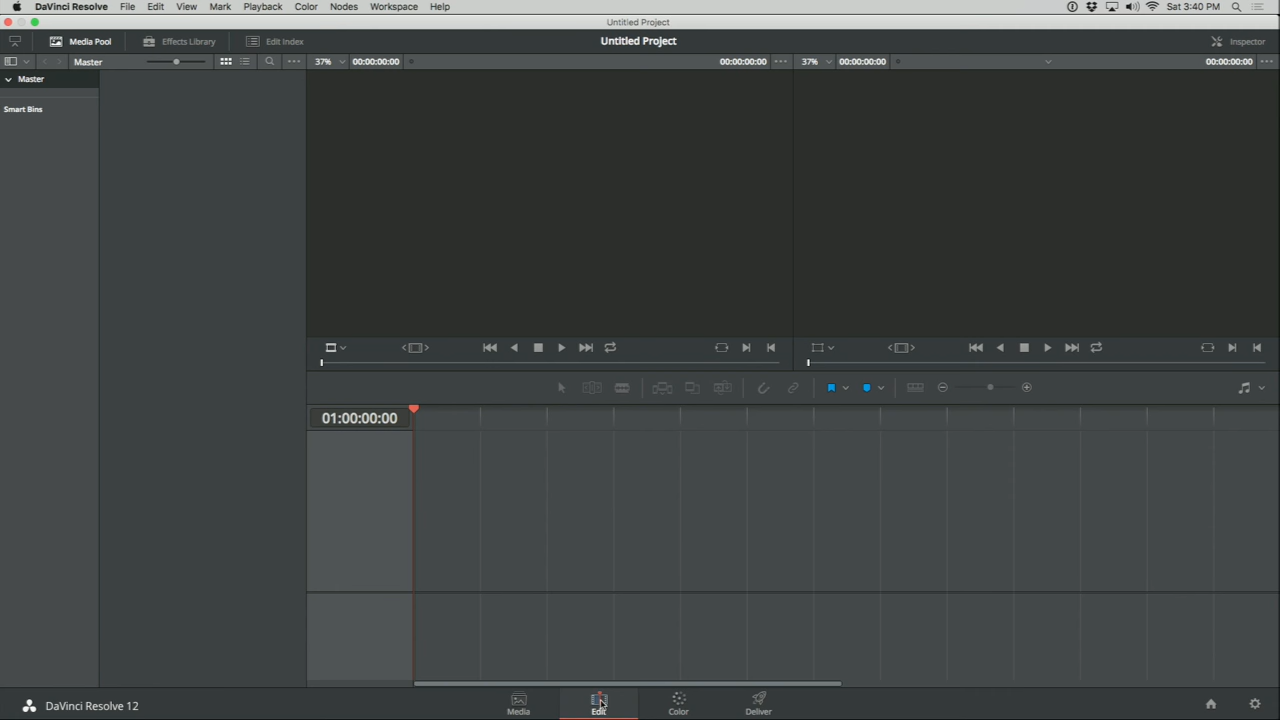 DaVinci Resolve File Edit View Mark Playback Color Nodes Workspace Help Sat 3:40 PM
Untitled Project
Media Pool Effects Library Edit Index Untitled Project Inspector
Master 37% 00:00:00:00 00:00:00:00 37% 00:00:00:00 00:00:00:00
Master
Smart Bins
01:00:00:00
DaVinci Resolve 12 Media Edit Color Deliver